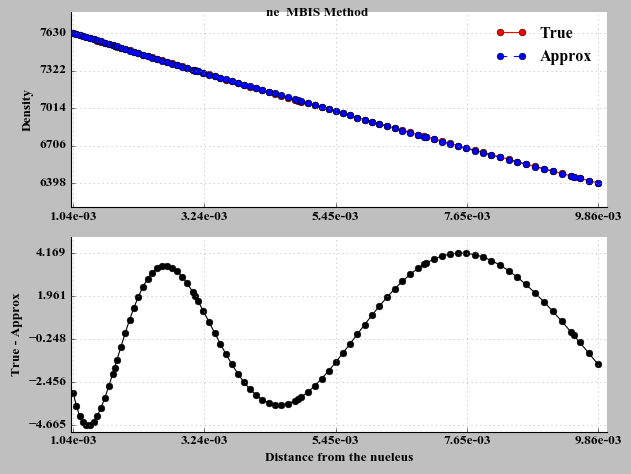 ne MBIS Method
7630
7322
7014
6706
6398
Density
True
Approx
1.04e-03
3.24e-03
5.45e-03
7.65e-03
9.86e-03
4.169
1.961
−0.248
−2.456
−4.665
True - Approx
1.04e-03
3.24e-03
5.45e-03
7.65e-03
9.86e-03
Distance from the nucleus